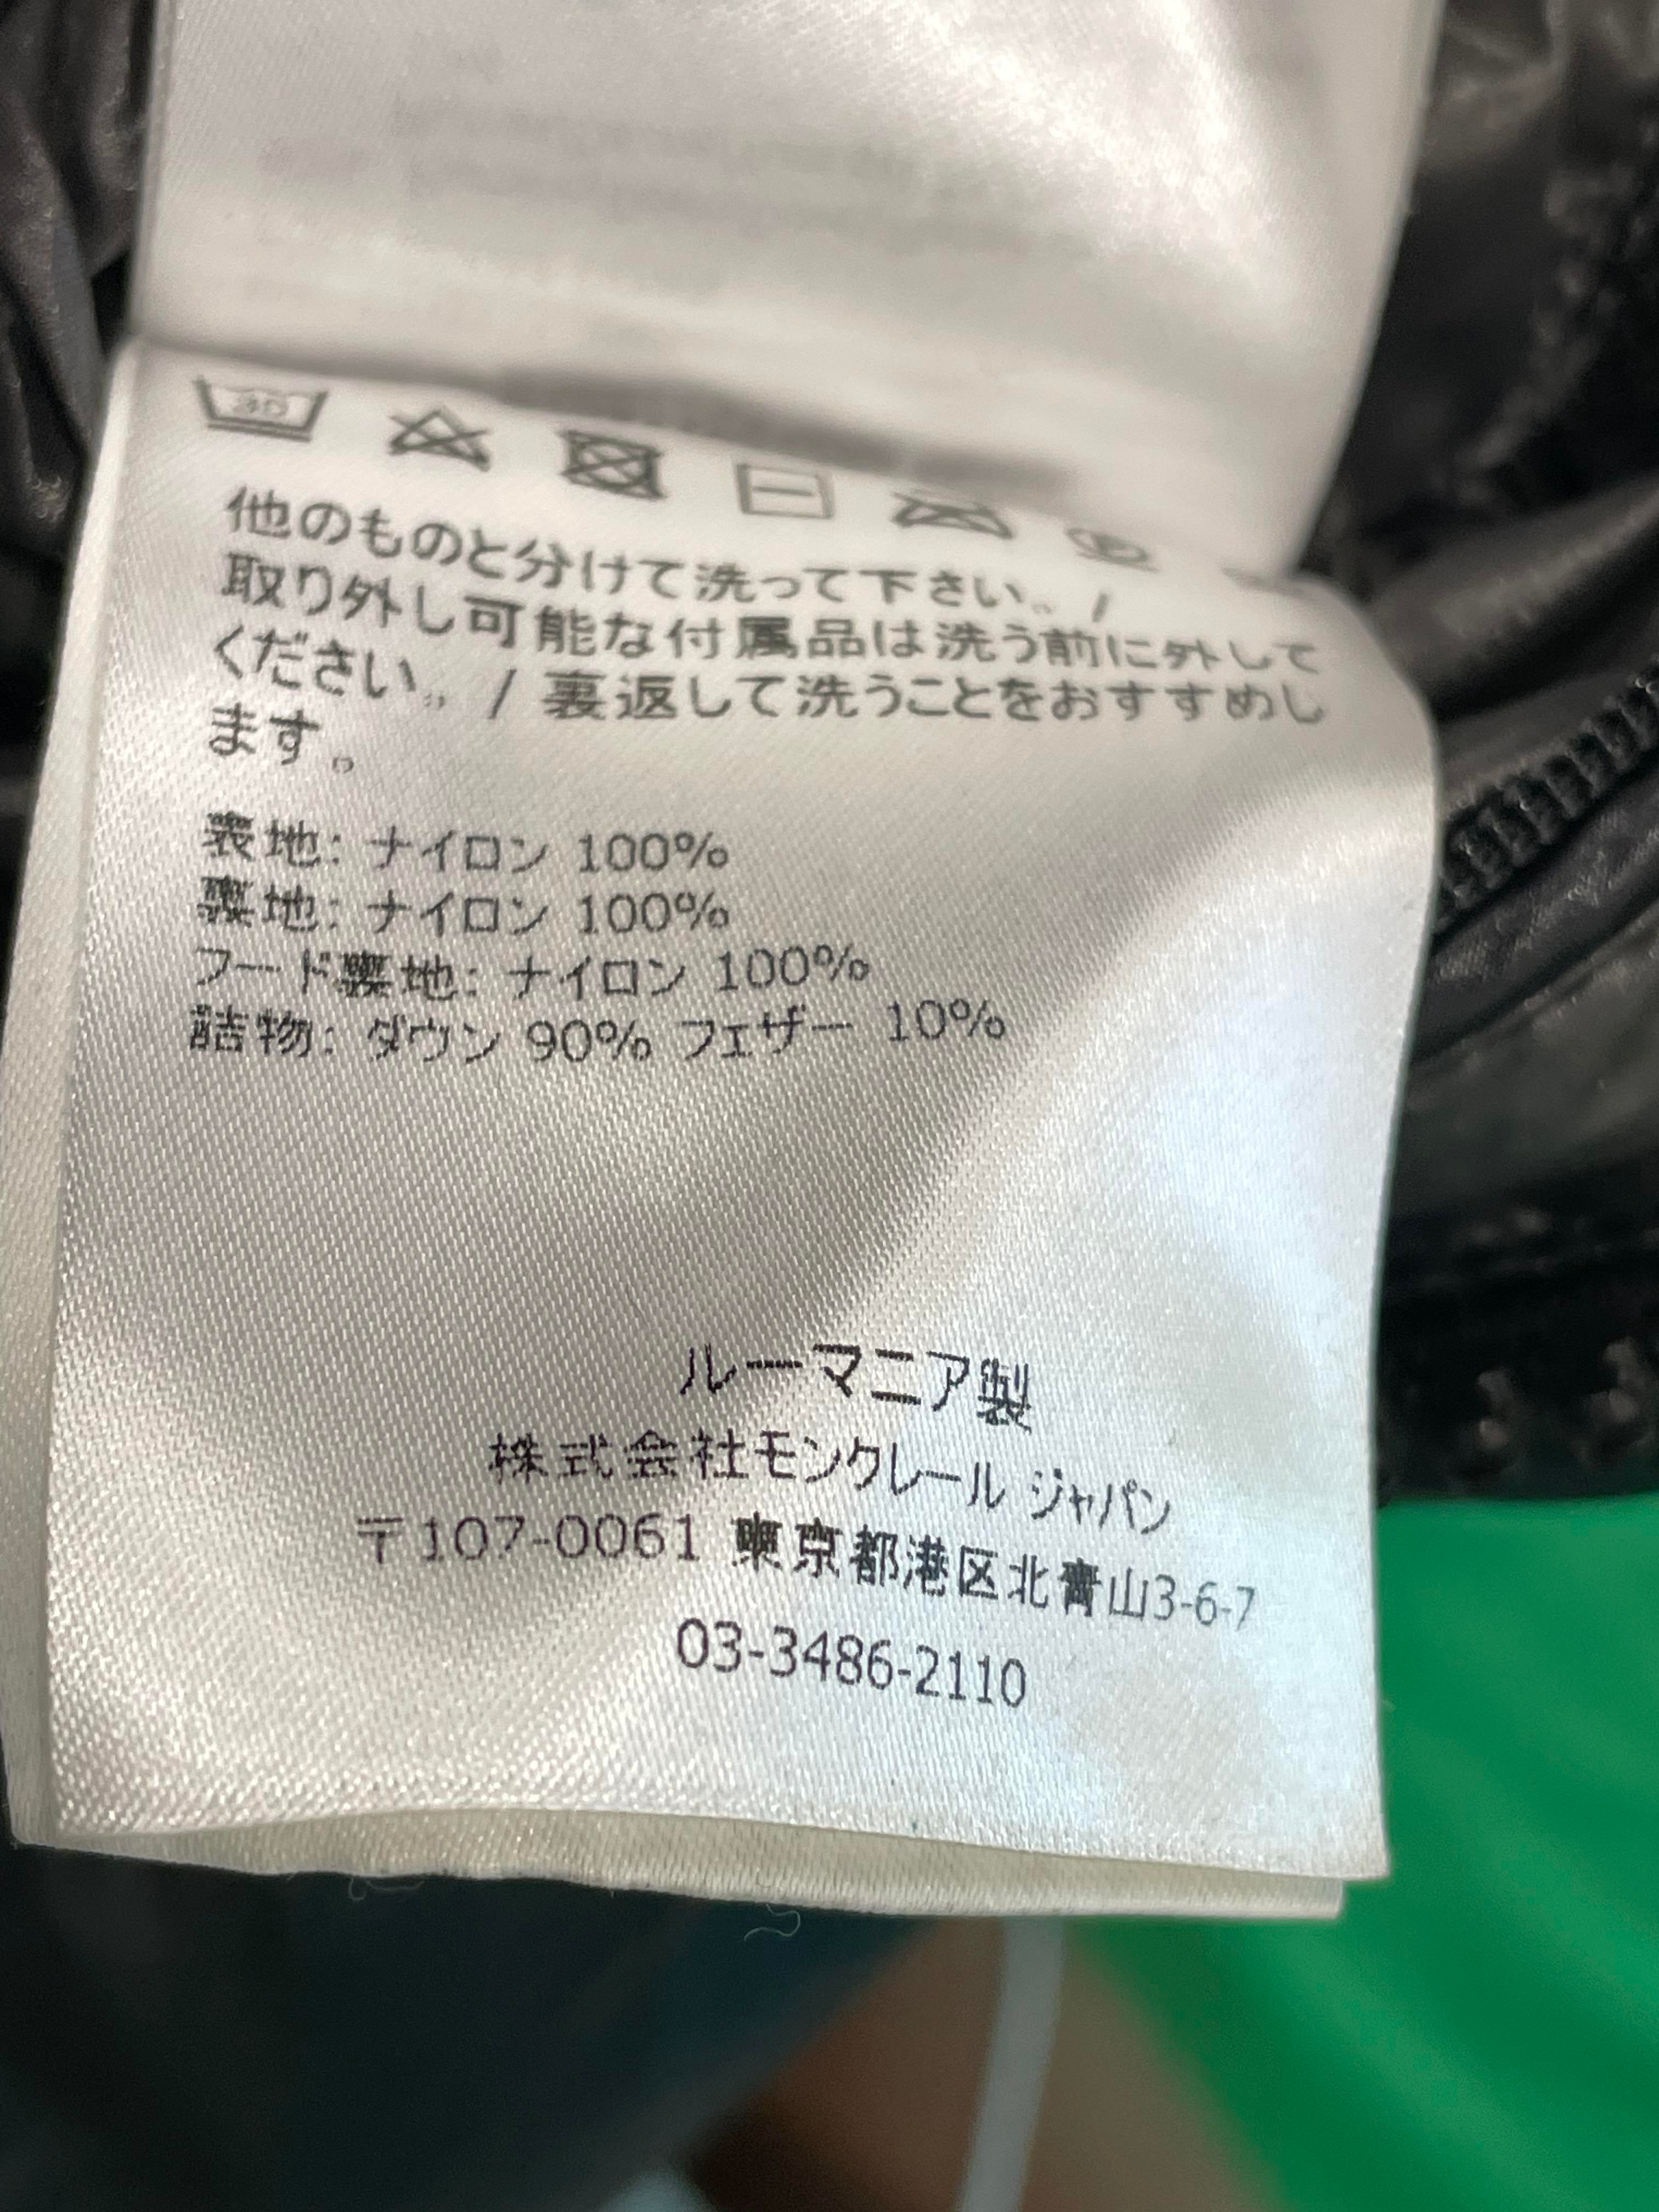 30
他のものと分けて洗って下さい。/
取り外し可能な付属品は洗う前に外して
ください。/ 裏返して洗うことをおすすめし
ます。
表地: ナイロン 100%
裏地: ナイロン 100%
フード裏地: ナイロン 100%
詰物: ダウン 90% フェザー 10%
ルーマニア製
株式会社モンクレール ジャパン
〒107-0061 東京都港区北青山3-6-7
03-3486-2110